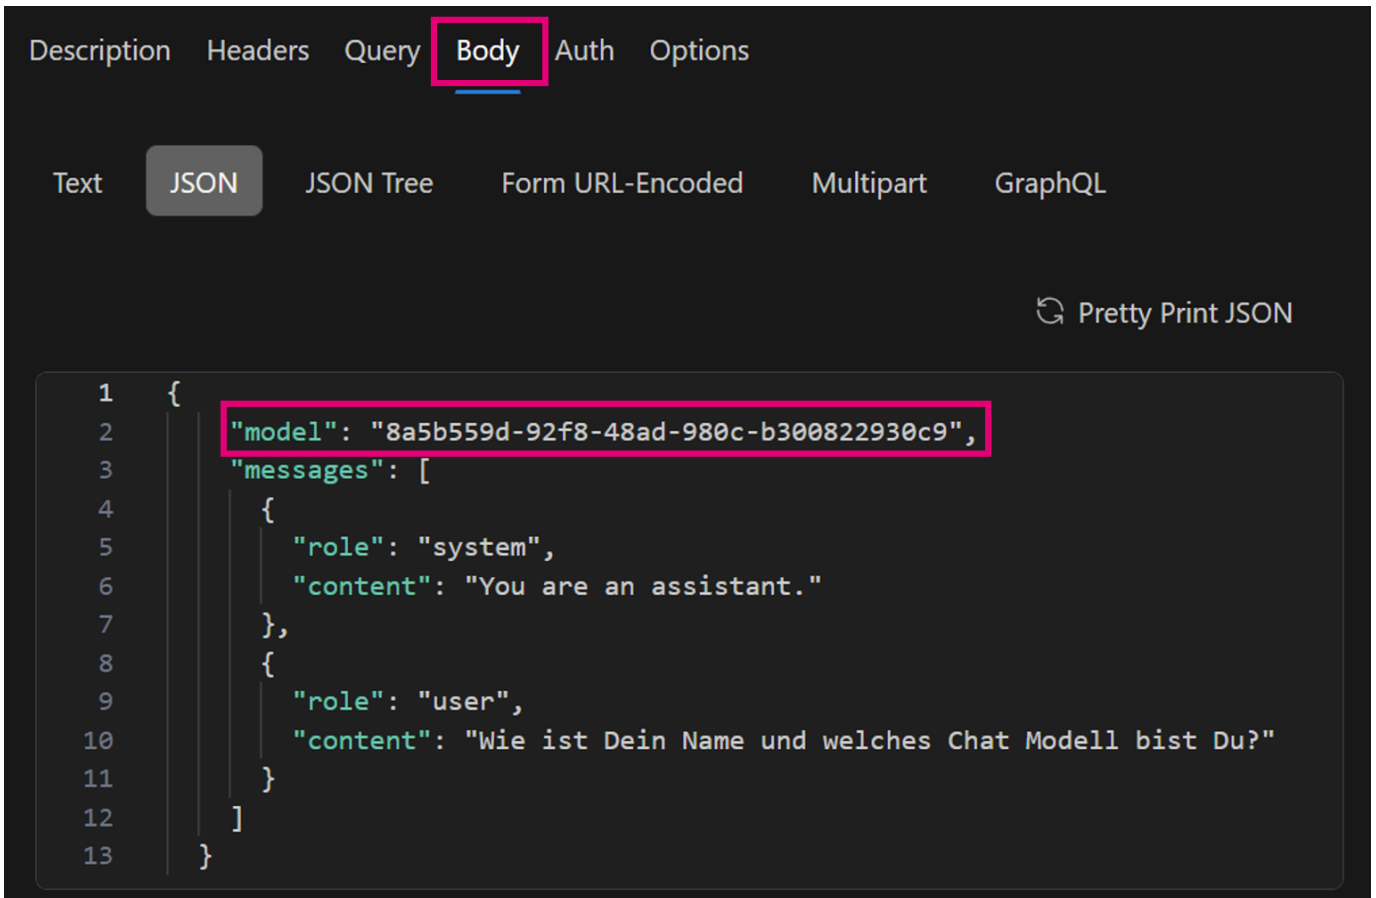 Description Headers Query Body Auth Options
Text JSON JSON Tree Form URL-Encoded Multipart GraphQL
Pretty Print JSON
1 {
2 "model": "8a5b559d-92f8-48ad-980c-b300822930c9",
3 "messages": [
4 {
5 "role": "system",
6 "content": "You are an assistant."
7 },
8 {
9 "role": "user",
10 "content": "Wie ist Dein Name und welches Chat Modell bist Du?"
11 }
12 ]
13 }